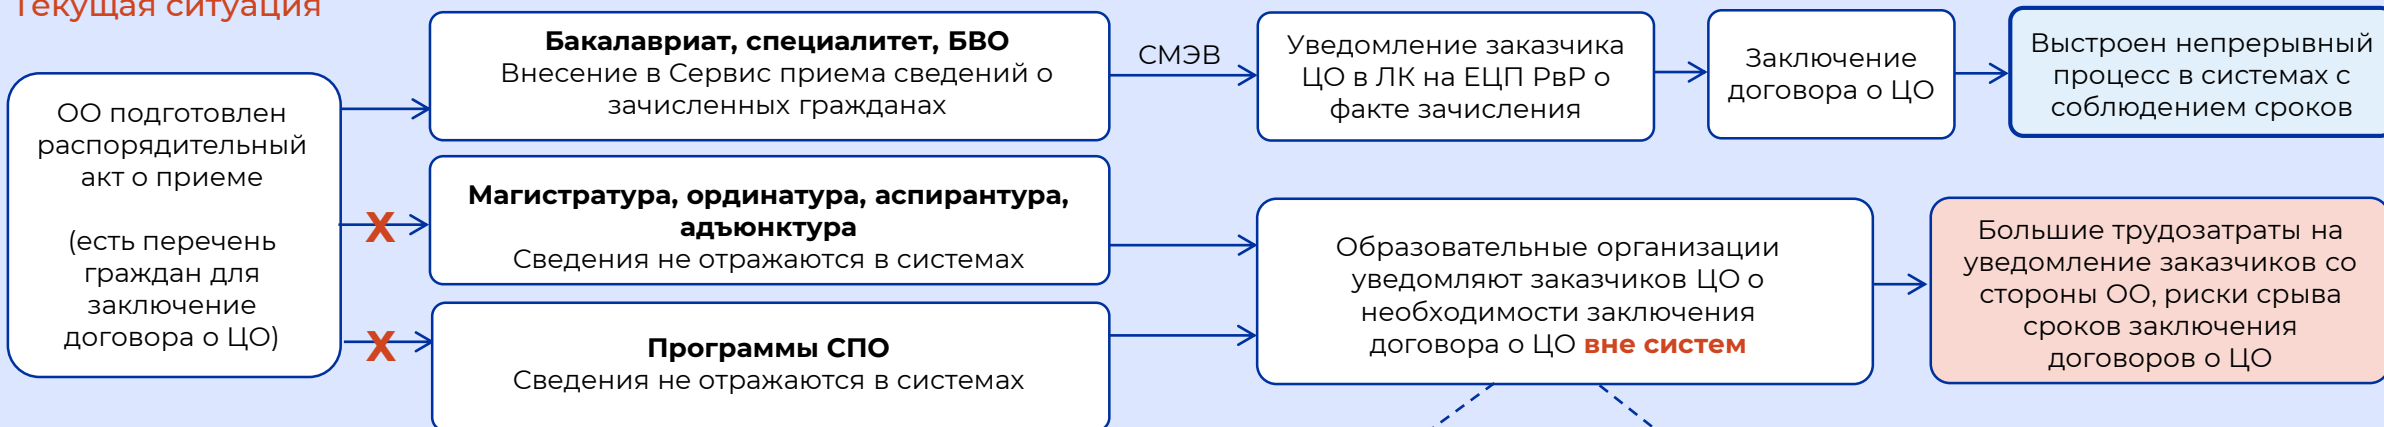 Текущая ситуация
ОО подготовлен
распорядительный
акт о приеме
(есть перечень
граждан для
заключение
договора о ЦО)
Бакалавриат, специалитет, БВО
Внесение в Сервис приема сведений о
зачисленных гражданах
СМЭВ
Уведомление заказчика
ЦО в ЛК на ЕЦП РвР о
факте зачисления
Заключение
договора о ЦО
Выстроен непрерывный
процесс в системах с
соблюдением сроков
X
Магистратура, ординатура, аспирантура,
адъюнктура
Сведения не отражаются в системах
X
Программы СПО
Сведения не отражаются в системах
Образовательные организации
уведомляют заказчиков ЦО о
необходимости заключения
договора о ЦО вне систем
Большие трудозатраты на
уведомление заказчиков со
стороны ОО, риски срыва
сроков заключения
договоров о ЦО